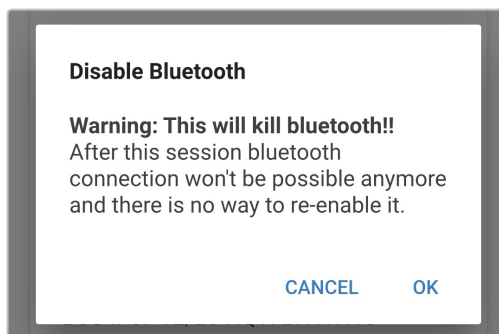 Disable Bluetooth
Warning: This will kill bluetooth!!
After this session bluetooth
connection won't be possible anymore
and there is no way to re-enable it.
CANCEL
OK